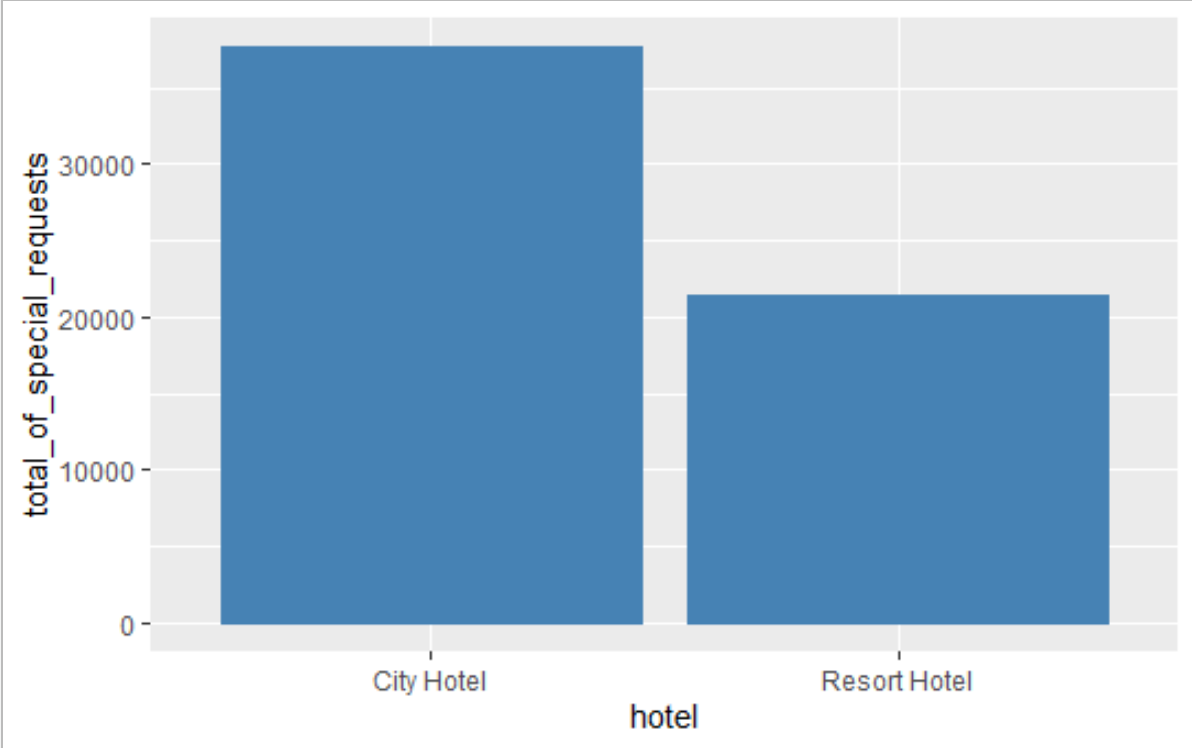 total_of_special_requests
30000
20000
10000
0
City Hotel
Resort Hotel
hotel